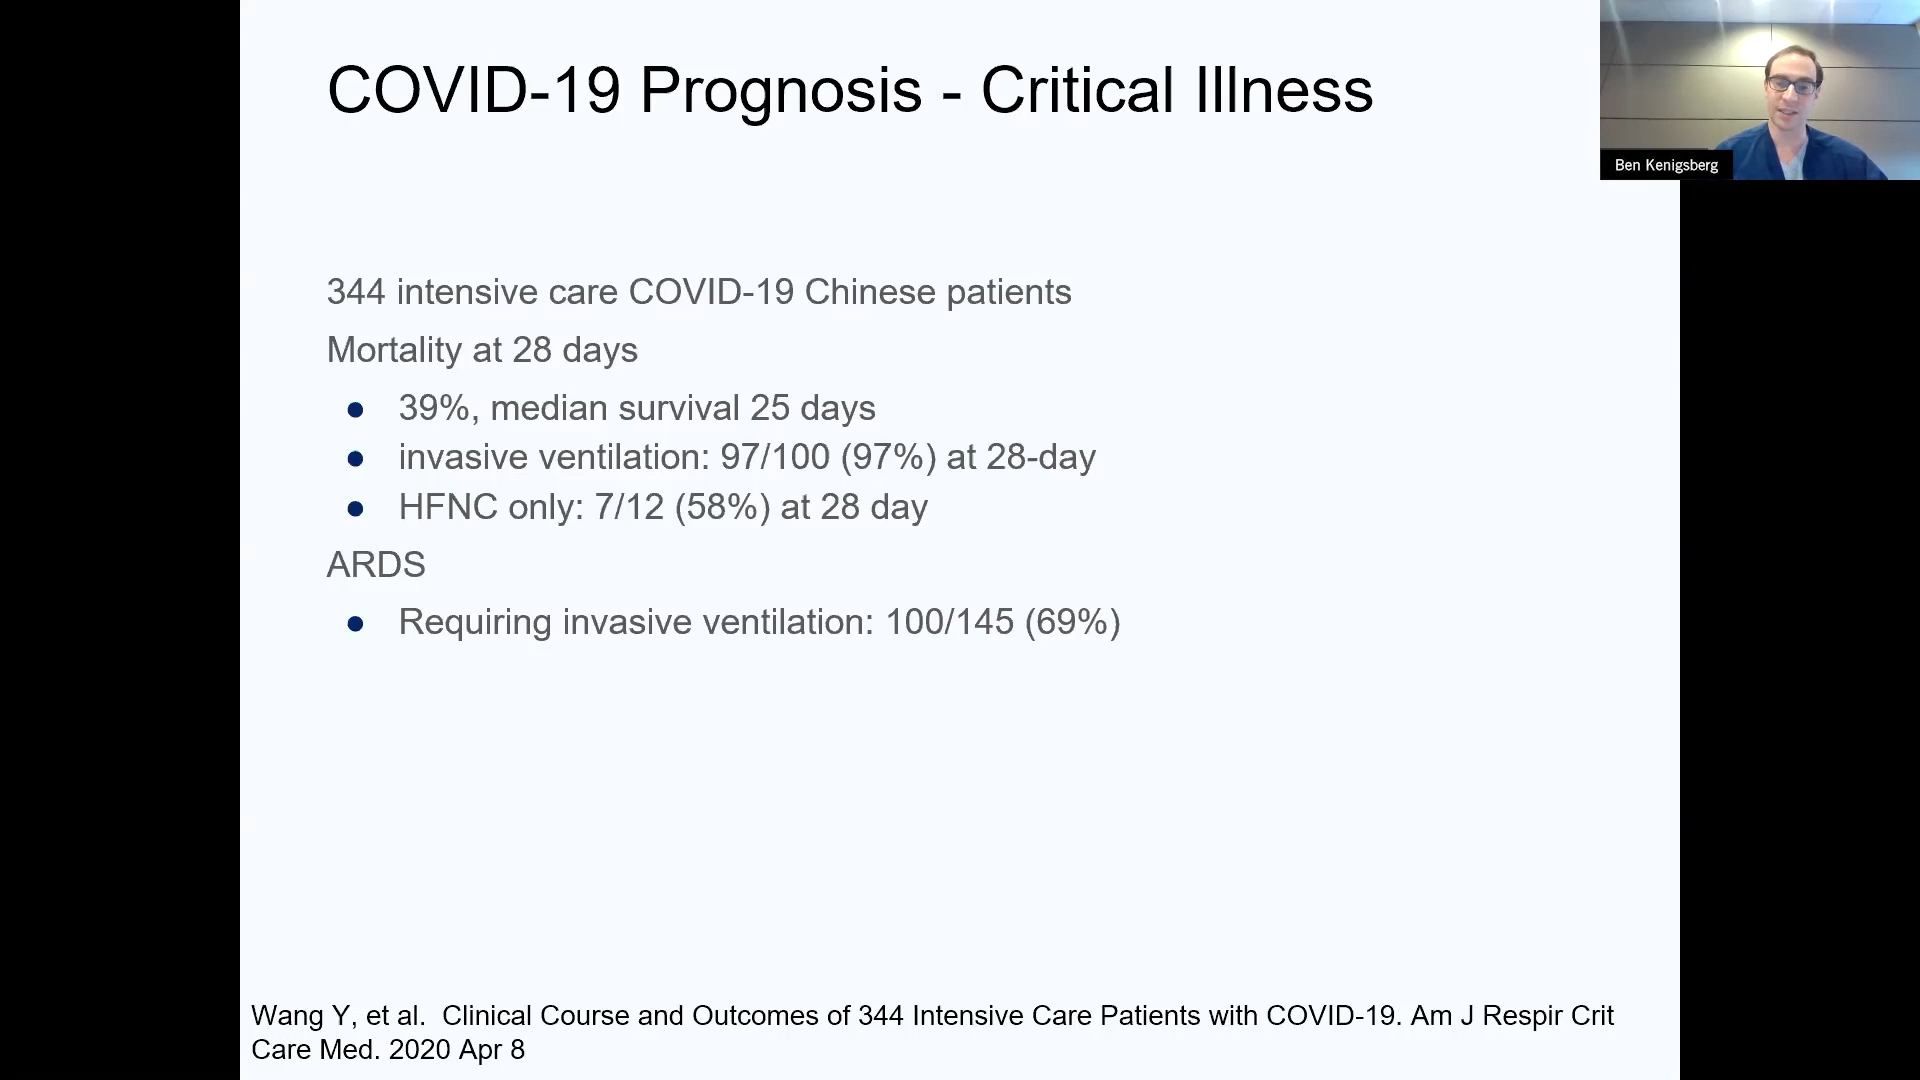 COVID-19 Prognosis - Critical Illness
Ben Kenigsberg
344 intensive care COVID-19 Chinese patients
Mortality at 28 days
● 39%, median survival 25 days
● invasive ventilation: 97/100 (97%) at 28-day
● HFNC only: 7/12 (58%) at 28 day
ARDS
● Requiring invasive ventilation: 100/145 (69%)
Wang Y, et al.  Clinical Course and Outcomes of 344 Intensive Care Patients with COVID-19. Am J Respir Crit
Care Med. 2020 Apr 8